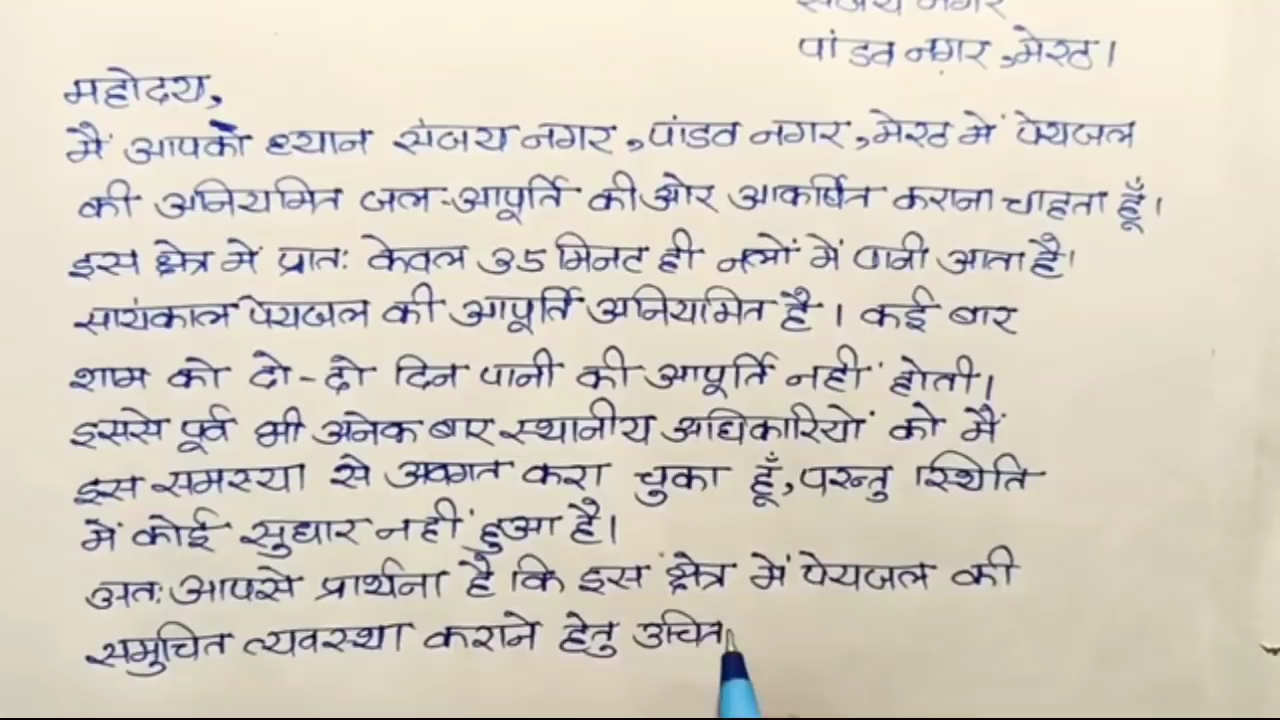 संजय नगर
पांडव नगर, मेरठ।
महोदय,
मैं आपको ध्यान संजय नगर, पांडव नगर, मेरठ में पेयजल
की अनियमित जल-आपूर्ति की ओर आकर्षित कराना चाहता हूँ।
इस क्षेत्र में प्रातः केवल 35 मिनट ही नलों में पानी आता है।
सायंकाल पेयजल की आपूर्ति अनियामित है। कई बार
शाम को दो-दो दिन पानी की आपूर्ति नहीं होती।
इससे पूर्व भी अनेक बार स्थानीय अधिकारियों को मैं
इस समस्या से अवगत करा चुका हूँ, परन्तु स्थिति
में कोई सुधार नहीं हुआ है।
अतः आपसे प्रार्थना है कि इस क्षेत्र में पेयजल की
समुचित व्यवस्था कराने हेतु उचित